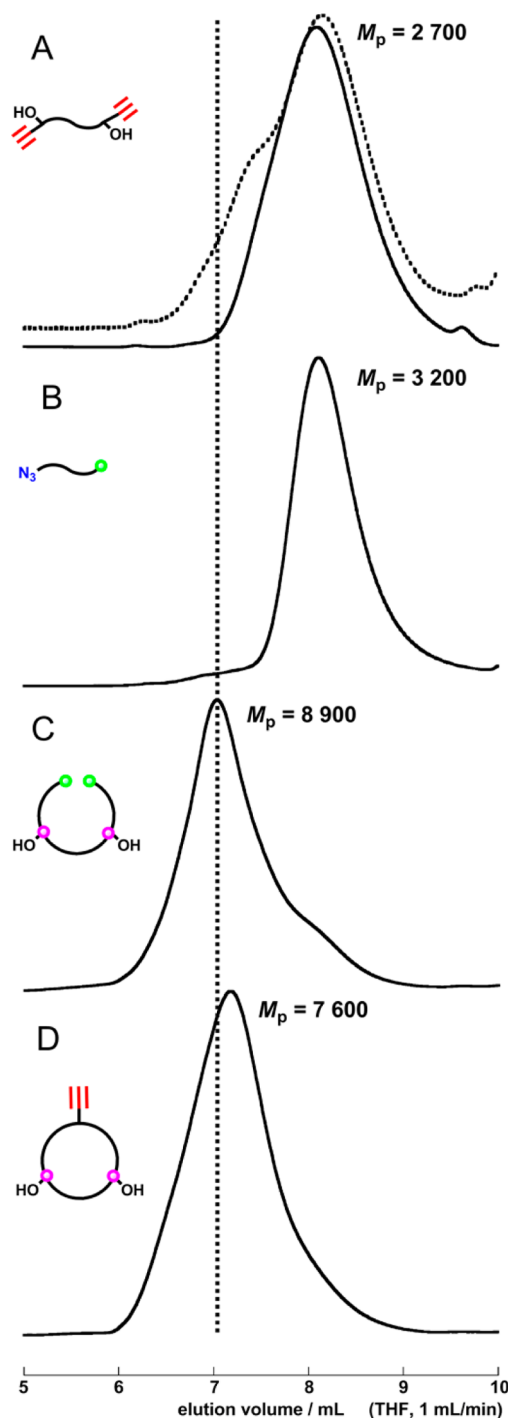 A
Mp = 2 700
HO
OH
B
Mp = 3 200
N3
C
Mp = 8 900
HO
OH
D
Mp = 7 600
HO
OH
5 6 7 8 9 10
elution volume / mL (THF, 1 mL/min)